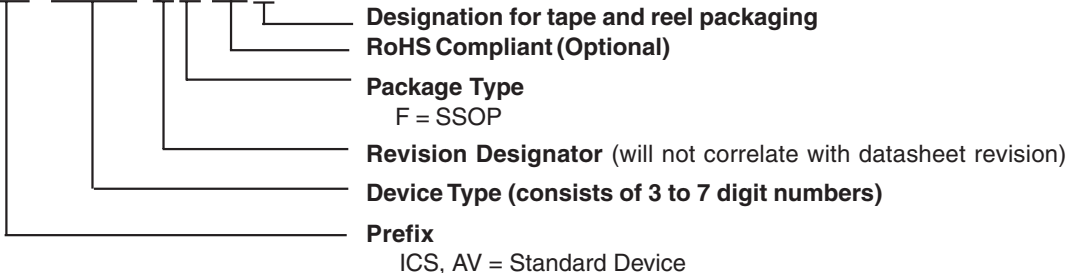 Designation for tape and reel packaging
RoHS Compliant (Optional)
Package Type
F = SSOP
Revision Designator (will not correlate with datasheet revision)
Device Type (consists of 3 to 7 digit numbers)
Prefix
ICS, AV = Standard Device